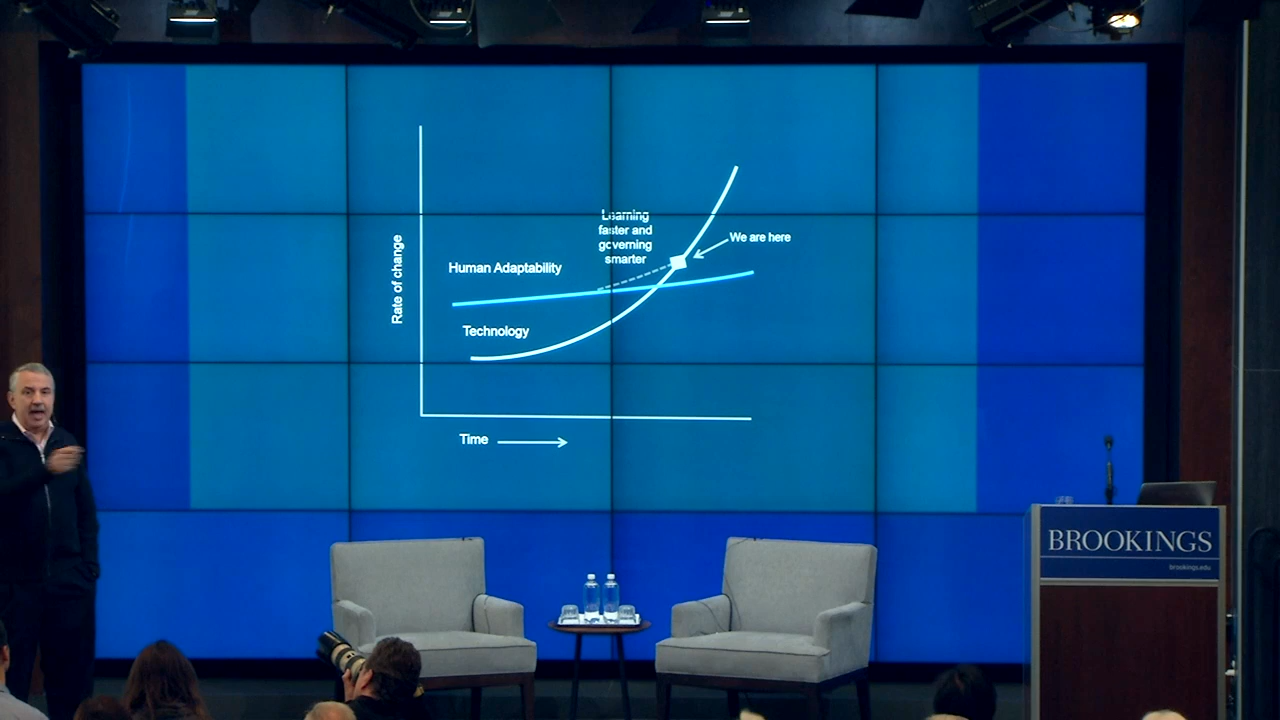 Learning
faster and
governing
smarter
We are here
Human Adaptability
Technology
Rate of change
Time
BROOKINGS
brookings.edu